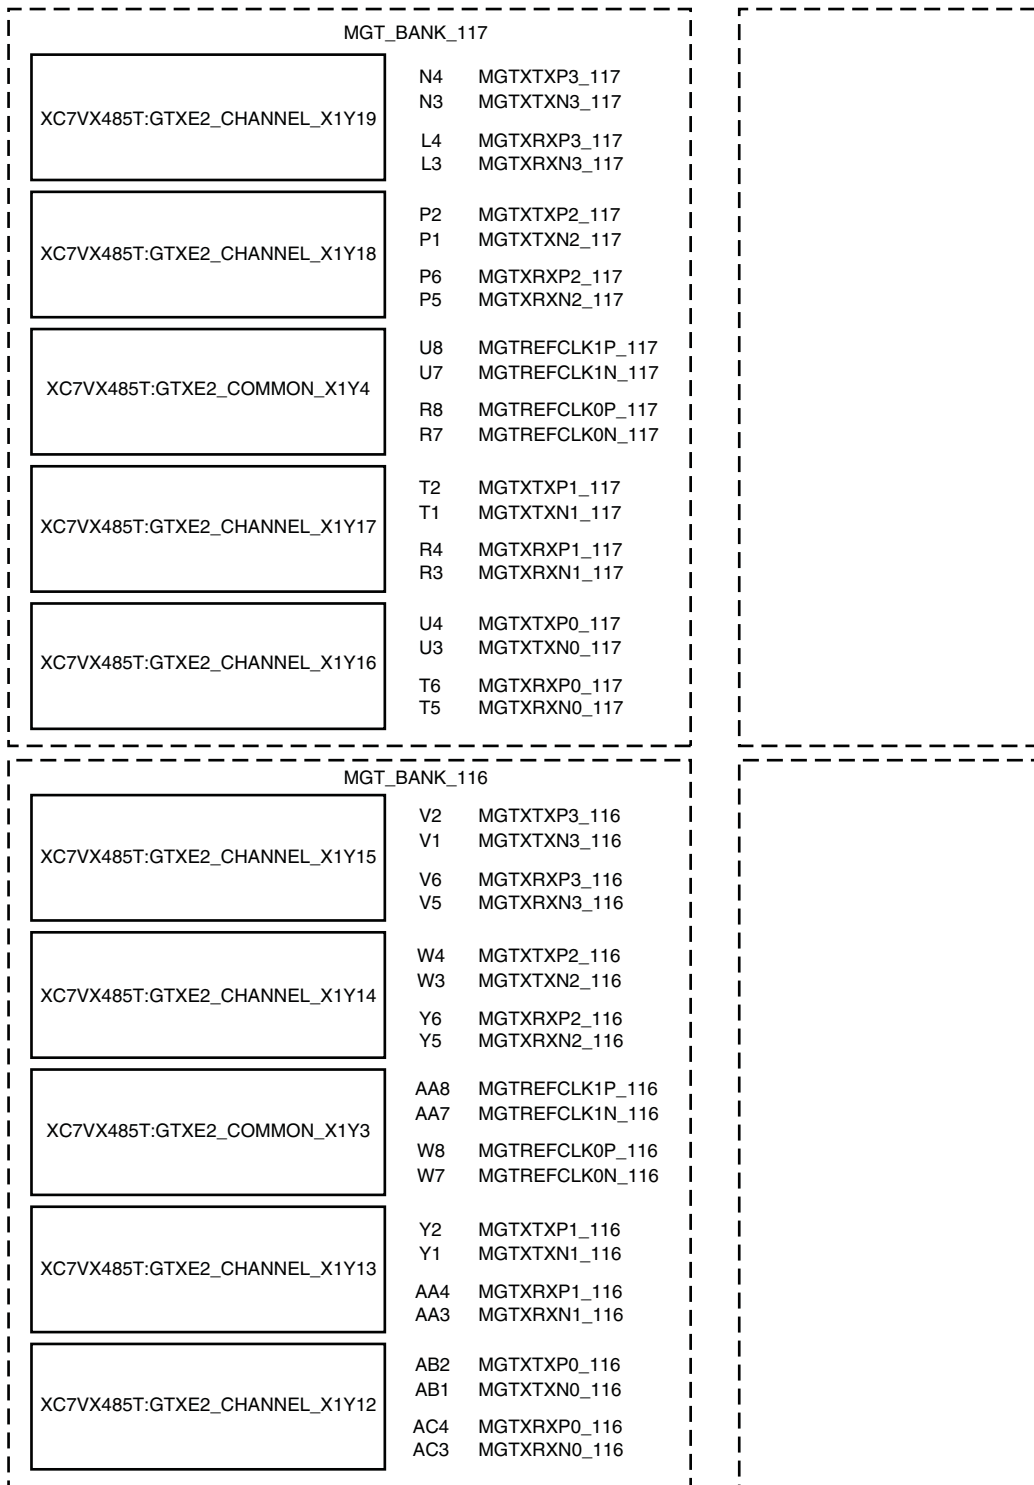 MGT_BANK_117
XC7VX485T:GTXE2_CHANNEL_X1Y19
N4 MGTXTXP3_117
N3 MGTXTXN3_117
L4 MGTXRXP3_117
L3 MGTXRXN3_117
XC7VX485T:GTXE2_CHANNEL_X1Y18
P2 MGTXTXP2_117
P1 MGTXTXN2_117
P6 MGTXRXP2_117
P5 MGTXRXN2_117
XC7VX485T:GTXE2_COMMON_X1Y4
U8 MGTREFCLK1P_117
U7 MGTREFCLK1N_117
R8 MGTREFCLK0P_117
R7 MGTREFCLK0N_117
XC7VX485T:GTXE2_CHANNEL_X1Y17
T2 MGTXTXP1_117
T1 MGTXTXN1_117
R4 MGTXRXP1_117
R3 MGTXRXN1_117
XC7VX485T:GTXE2_CHANNEL_X1Y16
U4 MGTXTXP0_117
U3 MGTXTXN0_117
T6 MGTXRXP0_117
T5 MGTXRXN0_117
MGT_BANK_116
XC7VX485T:GTXE2_CHANNEL_X1Y15
V2 MGTXTXP3_116
V1 MGTXTXN3_116
V6 MGTXRXP3_116
V5 MGTXRXN3_116
XC7VX485T:GTXE2_CHANNEL_X1Y14
W4 MGTXTXP2_116
W3 MGTXTXN2_116
Y6 MGTXRXP2_116
Y5 MGTXRXN2_116
XC7VX485T:GTXE2_COMMON_X1Y3
AA8 MGTREFCLK1P_116
AA7 MGTREFCLK1N_116
W8 MGTREFCLK0P_116
W7 MGTREFCLK0N_116
XC7VX485T:GTXE2_CHANNEL_X1Y13
Y2 MGTXTXP1_116
Y1 MGTXTXN1_116
AA4 MGTXRXP1_116
AA3 MGTXRXN1_116
XC7VX485T:GTXE2_CHANNEL_X1Y12
AB2 MGTXTXP0_116
AB1 MGTXTXN0_116
AC4 MGTXRXP0_116
AC3 MGTXRXN0_116